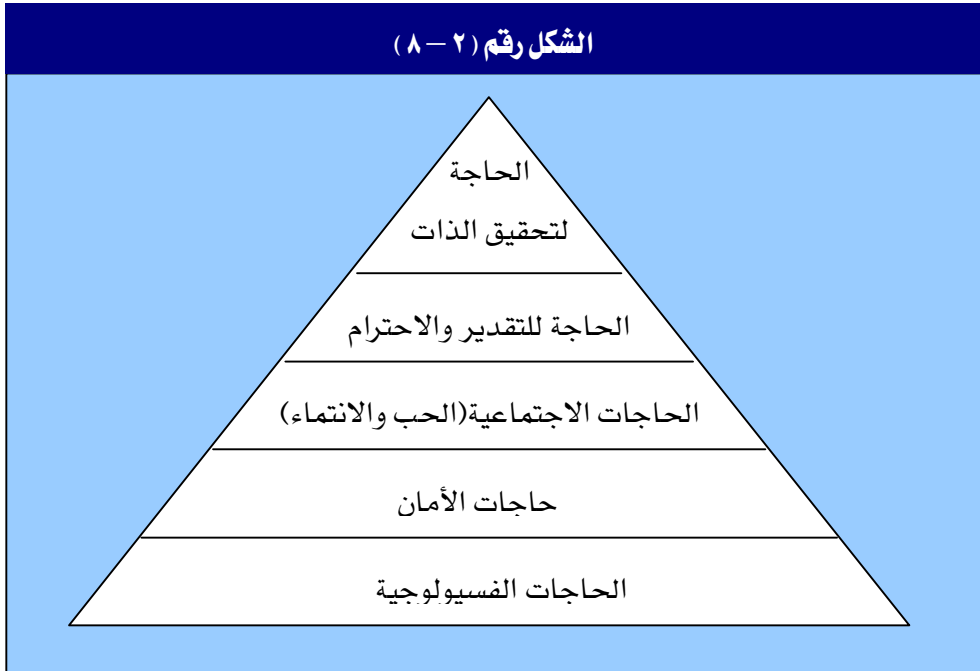 الشكل رقم (٢ – ٨)
الحاجة
لتحقيق الذات
الحاجة للتقدير والاحترام
الحاجات الاجتماعية(الحب والانتماء)
حاجات الأمان
الحاجات الفسيولوجية